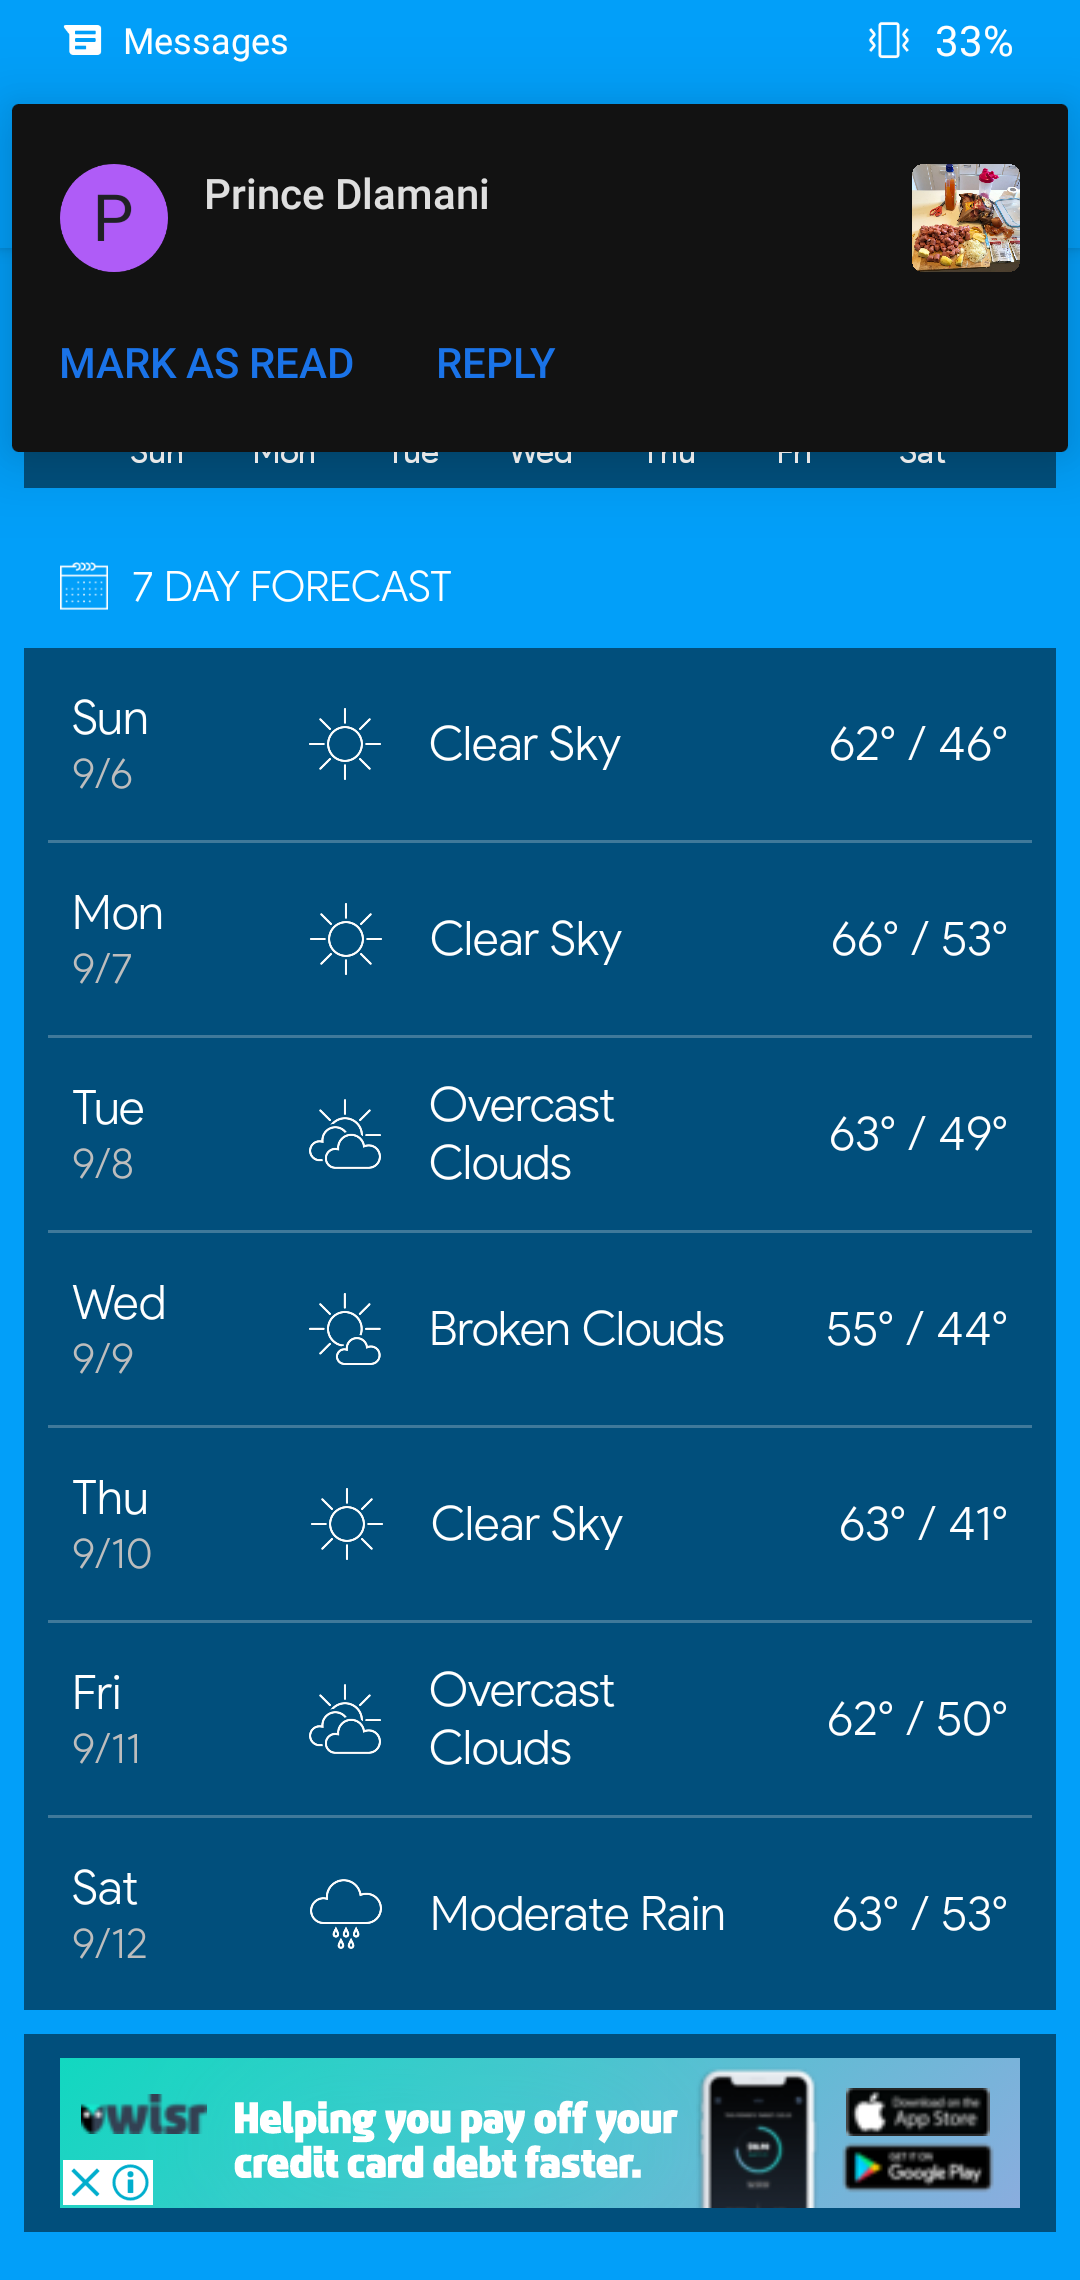 Messages 33%
P Prince Dlamani
MARK AS READ REPLY
Sun Mon Tue Wed Thu Fri Sat
7 DAY FORECAST
Sun
9/6
Clear Sky
62° / 46°
Mon
9/7
Clear Sky
66° / 53°
Tue
9/8
Overcast
Clouds
63° / 49°
Wed
9/9
Broken Clouds
55° / 44°
Thu
9/10
Clear Sky
63° / 41°
Fri
9/11
Overcast
Clouds
62° / 50°
Sat
9/12
Moderate Rain
63° / 53°
wisr
Helping you pay off your
credit card debt faster.
Download on the
App Store
GET IT ON
Google Play